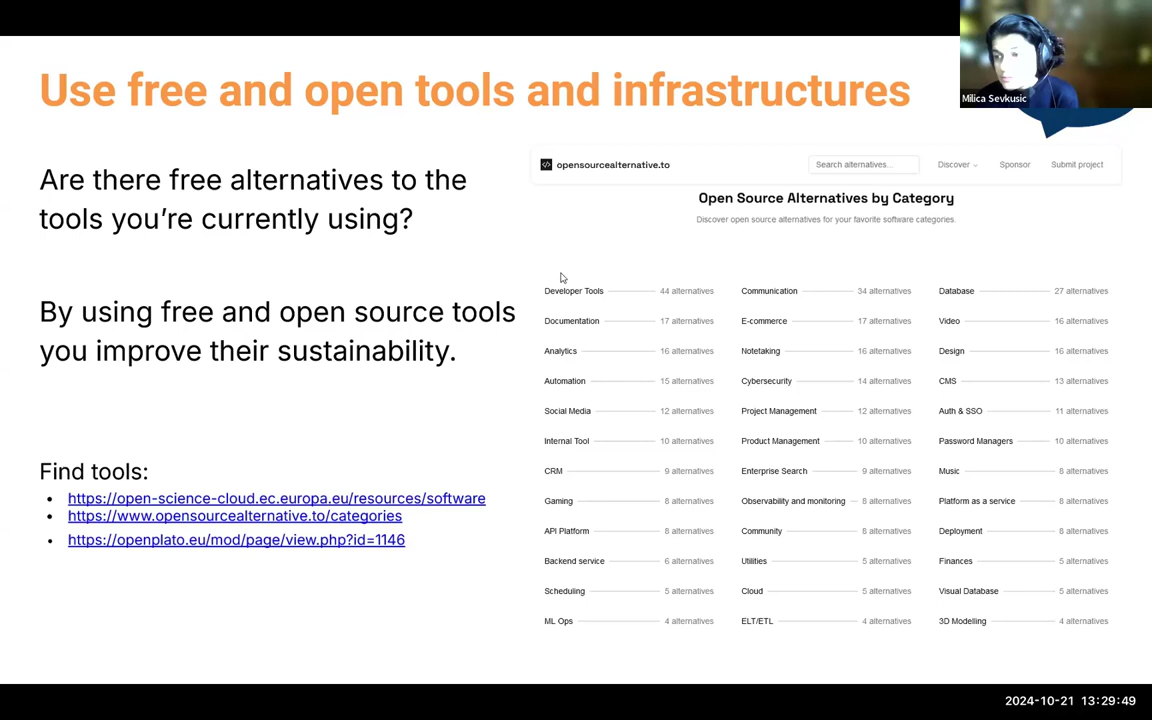 Use free and open tools and infrastructures
Milica Sevkusic
Are there free alternatives to the
tools you're currently using?
By using free and open source tools
you improve their sustainability.
Find tools:
• https://open-science-cloud.ec.europa.eu/resources/software
• https://www.opensourcealternative.to/categories
• https://openplato.eu/mod/page/view.php?id=1146
opensourcealternative.to
Search alternatives...
Discover
Sponsor
Submit project
Open Source Alternatives by Category
Discover open source alternatives for your favorite software categories.
Developer Tools 44 alternatives
Communication 34 alternatives
Database 27 alternatives
Documentation 17 alternatives
E-commerce 17 alternatives
Video 16 alternatives
Analytics 16 alternatives
Notetaking 16 alternatives
Design 16 alternatives
Automation 15 alternatives
Cybersecurity 14 alternatives
CMS 13 alternatives
Social Media 12 alternatives
Project Management 12 alternatives
Auth & SSO 11 alternatives
Internal Tool 10 alternatives
Product Management 10 alternatives
Password Managers 10 alternatives
CRM 9 alternatives
Enterprise Search 9 alternatives
Music 8 alternatives
Gaming 8 alternatives
Observability and monitoring 8 alternatives
Platform as a service 8 alternatives
API Platform 8 alternatives
Community 8 alternatives
Deployment 8 alternatives
Backend service 6 alternatives
Utilities 5 alternatives
Finances 5 alternatives
Scheduling 5 alternatives
Cloud 5 alternatives
Visual Database 5 alternatives
ML Ops 4 alternatives
ELT/ETL 4 alternatives
3D Modelling 4 alternatives
2024-10-21 13:29:49